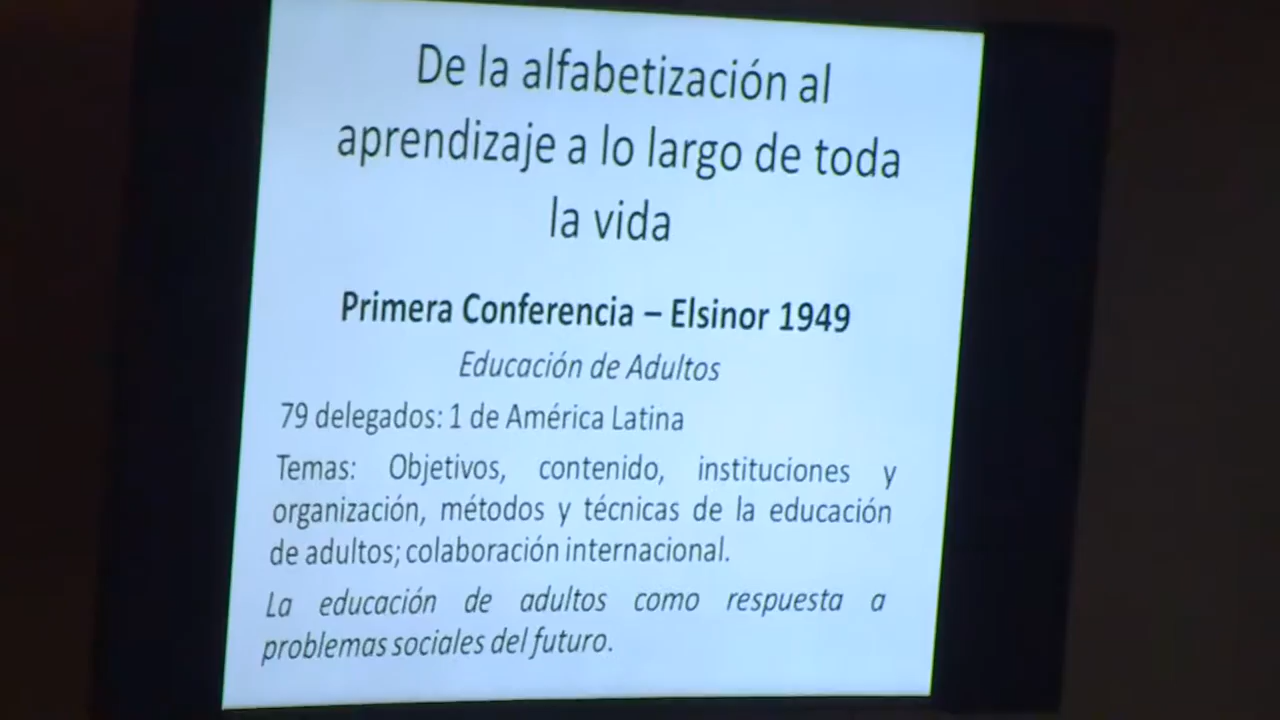 De la alfabetización al
aprendizaje a lo largo de toda
la vida
Primera Conferencia – Elsinor 1949
Educación de Adultos
79 delegados: 1 de América Latina
Temas: Objetivos, contenido, instituciones y
organización, métodos y técnicas de la educación
de adultos; colaboración internacional.
La educación de adultos como respuesta a
problemas sociales del futuro.